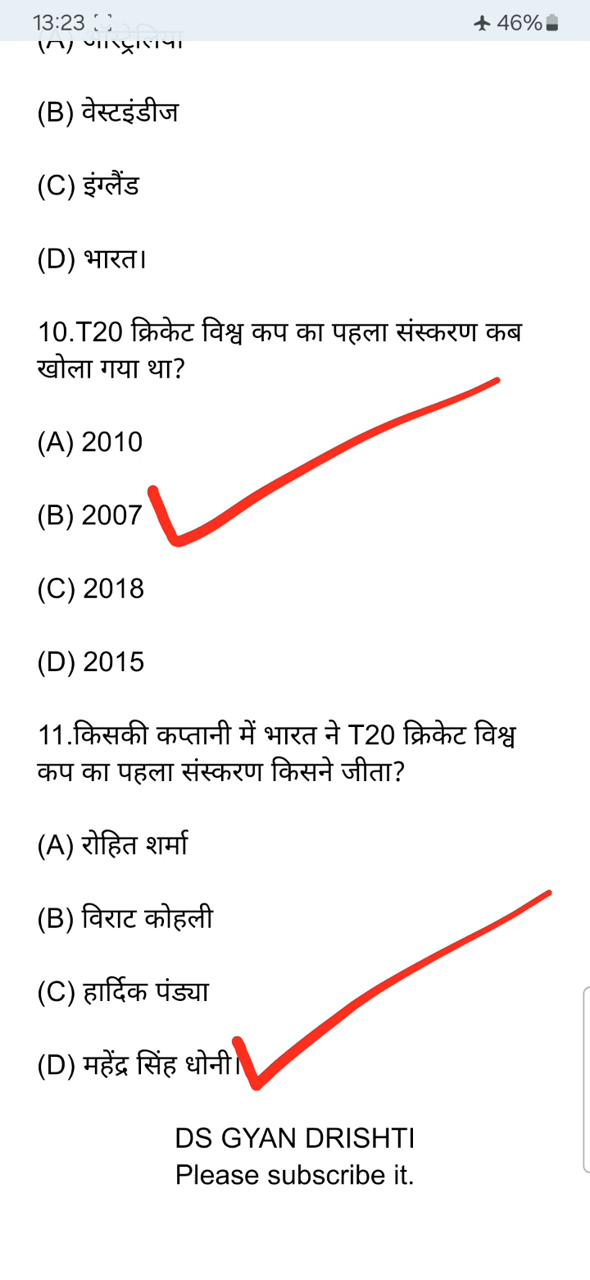 13:23
46%
(A) ऑस्ट्रेलिया
(B) वेस्टइंडीज
(C) इंग्लैंड
(D) भारत।
10.T20 क्रिकेट विश्व कप का पहला संस्करण कब
खोला गया था?
(A) 2010
(B) 2007
(C) 2018
(D) 2015
11.किसकी कप्तानी में भारत ने T20 क्रिकेट विश्व
कप का पहला संस्करण किसने जीता?
(A) रोहित शर्मा
(B) विराट कोहली
(C) हार्दिक पंड्या
(D) महेंद्र सिंह धोनी।
DS GYAN DRISHTI
Please subscribe it.